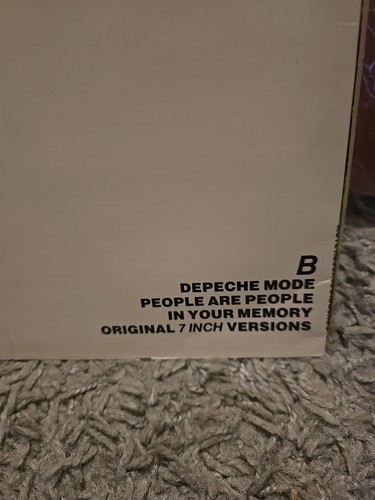 B
DEPECHE MODE
PEOPLE ARE PEOPLE
IN YOUR MEMORY
ORIGINAL 7 INCH VERSIONS